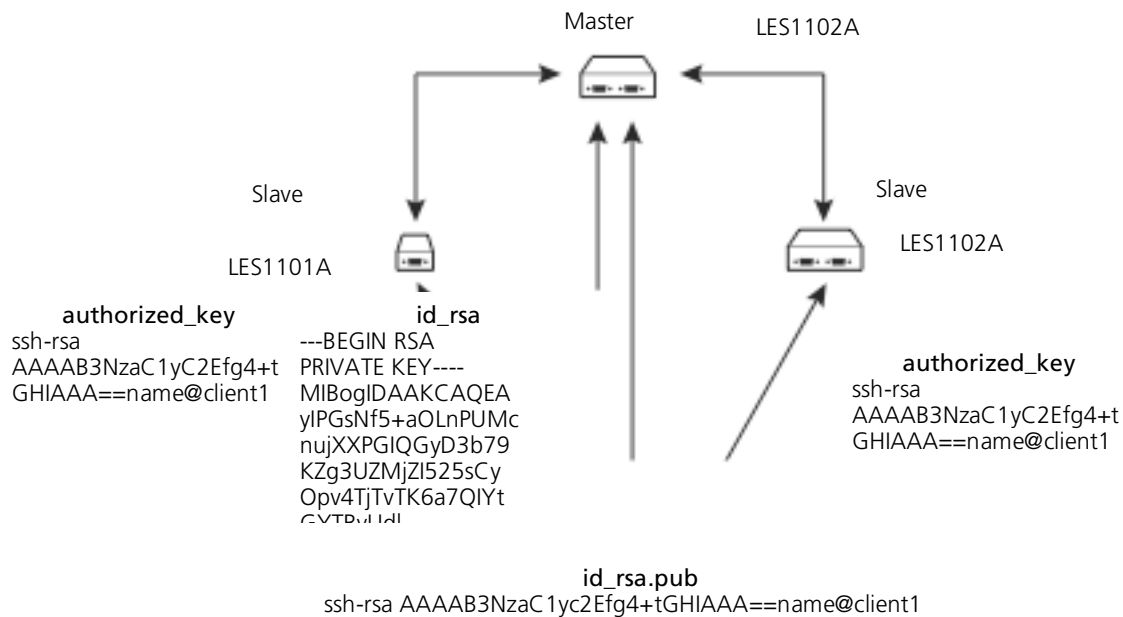 Master
LES1102A
Slave
LES1101A
Slave
LES1102A
authorized_key
ssh-rsa
AAAAB3NzaC1yC2Efg4+t
GHIAAA==name@client1
id_rsa
---BEGIN RSA
PRIVATE KEY----
MIBogIDAAKCAQEA
yIPGsNf5+aOLnPUMc
nujXXPGIQGyD3b79
KZg3UZMjZI525sCy
Opv4TjTvTK6a7QIYt
authorized_key
ssh-rsa
AAAAB3NzaC1yC2Efg4+t
GHIAAA==name@client1
id_rsa.pub
ssh-rsa AAAAB3NzaC1yc2Efg4+tGHIAAA==name@client1